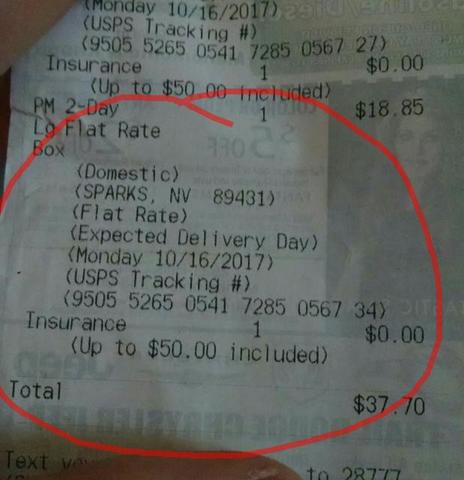 (Monday 10/16/2017)
(USPS Tracking #)
(9505 5265 0541 7285 0567 27)
Insurance 1 $0.00
(Up to $50.00 included)
PM 2-Day 1 $18.85
Lg Flat Rate
Box
(Domestic)
(SPARKS, NV 89431)
(Flat Rate)
(Expected Delivery Day)
(Monday 10/16/2017)
(USPS Tracking #)
(9505 5265 0541 7285 0567 34)
Insurance 1 $0.00
(Up to $50.00 included)
Total $37.70
Text to 28777